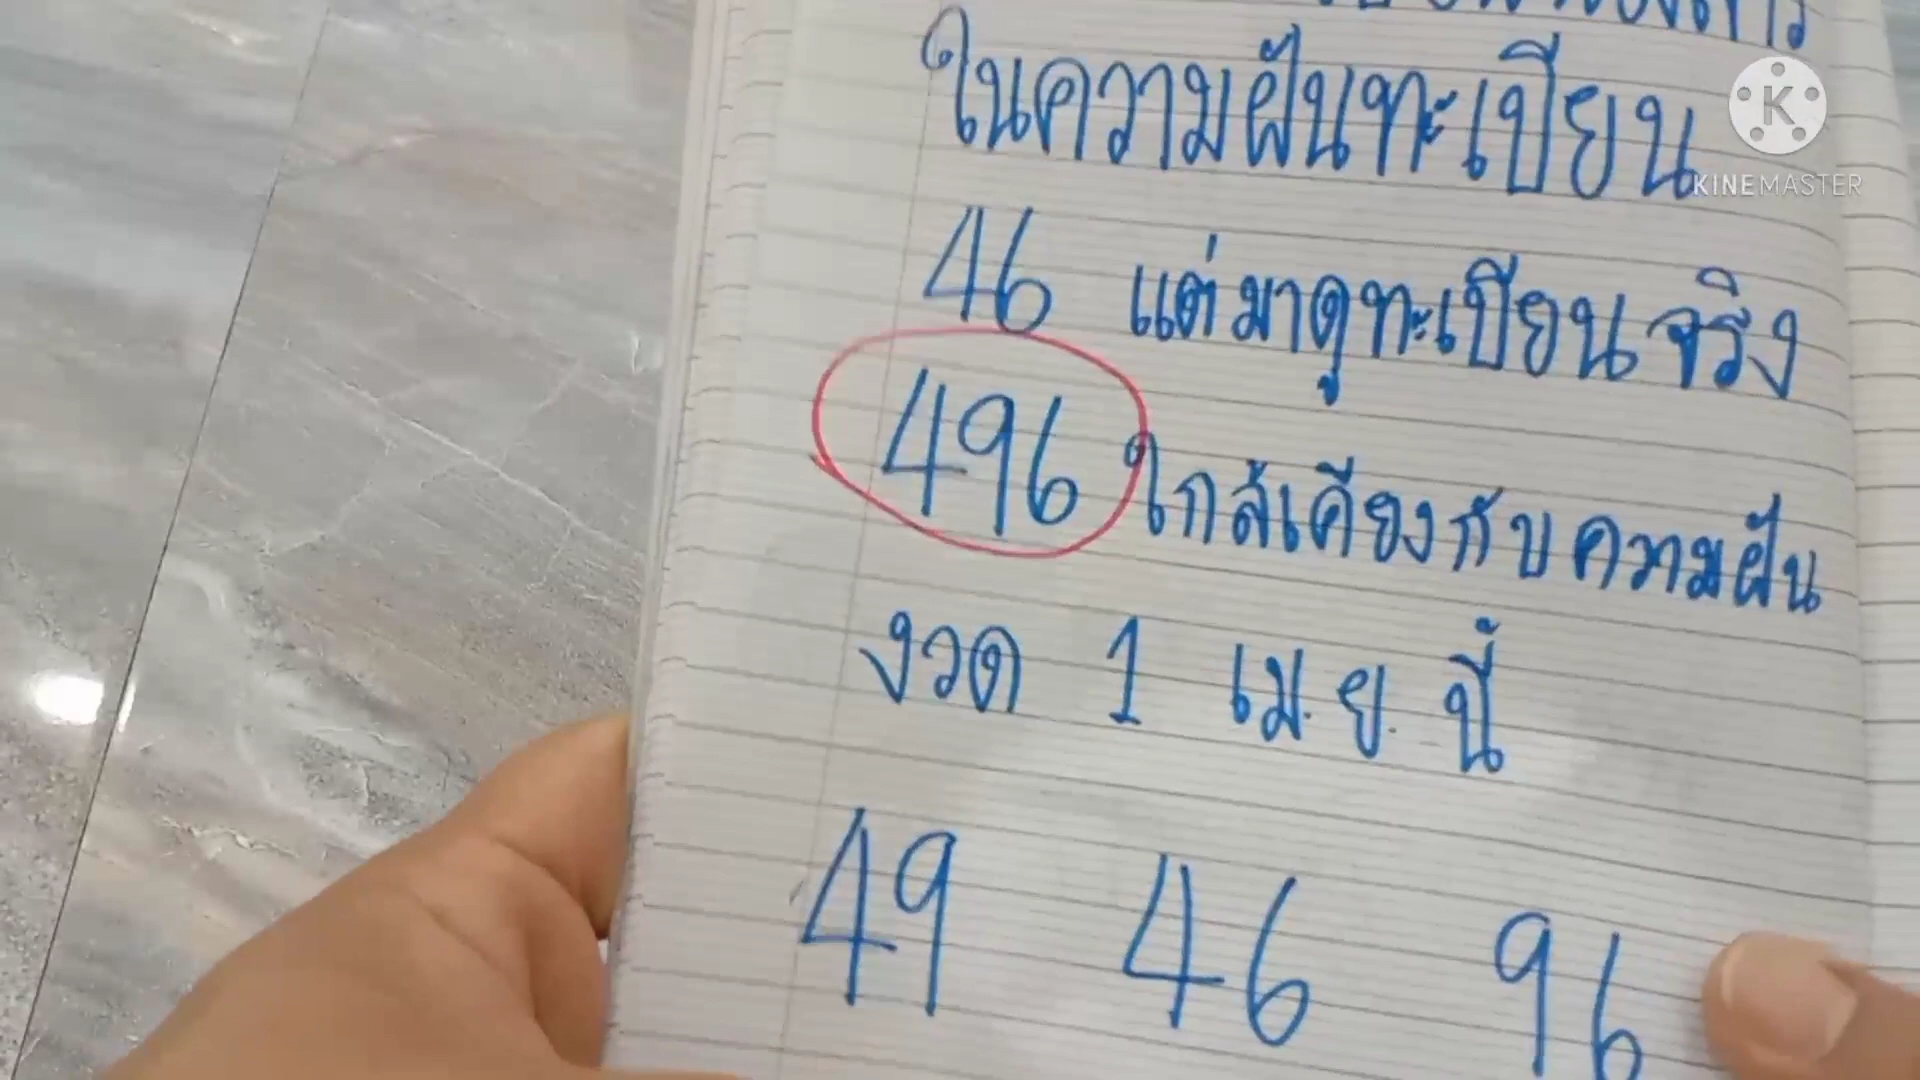 ในความฝันทะเบียน
46 แต่มาดูทะเบียนจริง
496 ใกล้เคียงกับความฝัน
งวด 1 เม.ย. นี้
49 46 96
KINEMASTER